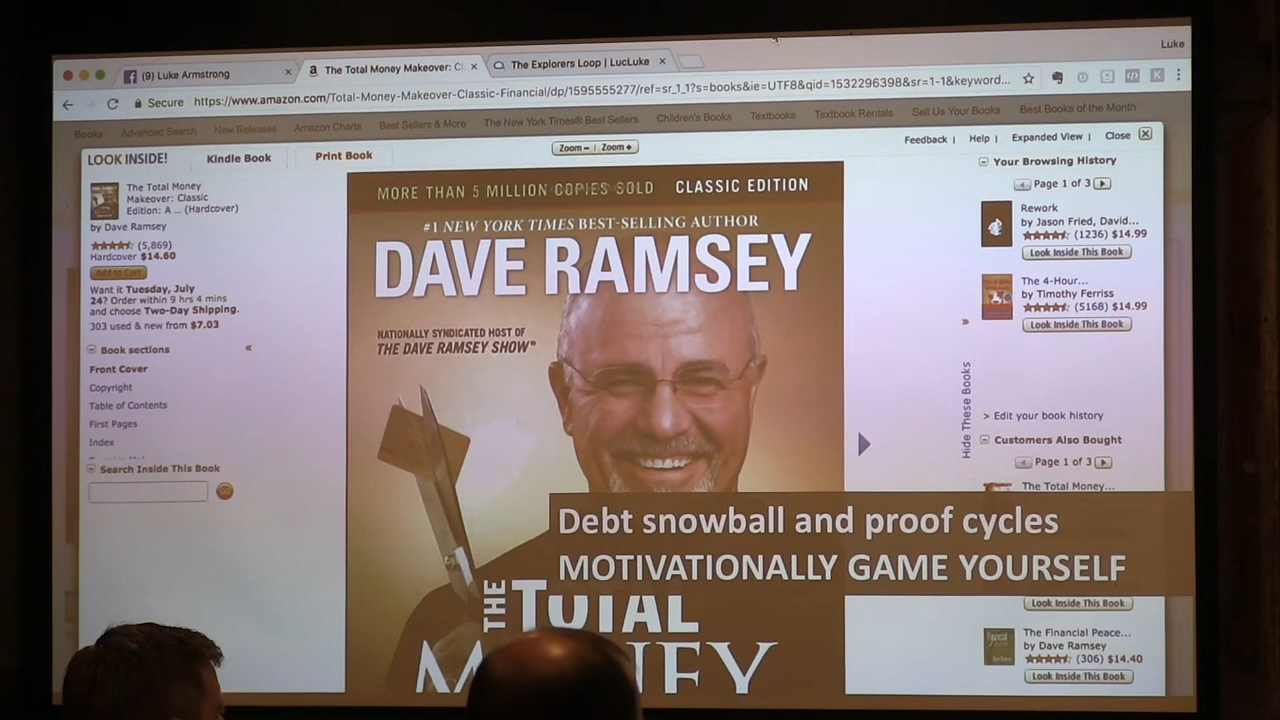 Luke
(9) Luke Armstrong
The Total Money Makeover: Cl
The Explorers Loop | LucLuke
Secure
https://www.amazon.com/Total-Money-Makeover-Classic-Financial/dp/1595555277/ref=sr_1_1?s=books&ie=UTF8&qid=1532296398&sr=1-1&keyword...
Books Advanced Search New Releases Amazon Charts Best Sellers & More The New York Times® Best Sellers Children's Books Textbooks Textbook Rentals Sell Us Your Books Best Books of the Month
LOOK INSIDE!
Kindle Book
Print Book
Zoom – | Zoom +
Feedback | Help | Expanded View | Close
The Total Money
Makeover: Classic
Edition: A ... (Hardcover)
by Dave Ramsey
(5,869)
Hardcover $14.60
Add to Cart
Want it Tuesday, July
24? Order within 9 hrs 4 mins
and choose Two-Day Shipping.
303 used & new from $7.03
Book sections
Front Cover
Copyright
Table of Contents
First Pages
Index
Search Inside This Book
MORE THAN 5 MILLION COPIES SOLD CLASSIC EDITION
#1 NEW YORK TIMES BEST-SELLING AUTHOR
DAVE RAMSEY
NATIONALLY SYNDICATED HOST OF
THE DAVE RAMSEY SHOW®
Debt snowball and proof cycles
MOTIVATIONALLY GAME YOURSELF
THE TOTAL
MONEY
Hide These Books
Your Browsing History
Page 1 of 3
Rework
by Jason Fried, David...
(1236) $14.99
Look Inside This Book
The 4-Hour...
by Timothy Ferriss
(5168) $14.99
Look Inside This Book
> Edit your book history
Customers Also Bought
Page 1 of 3
The Total Money...
Look Inside This Book
The Financial Peace...
by Dave Ramsey
(306) $14.40
Look Inside This Book